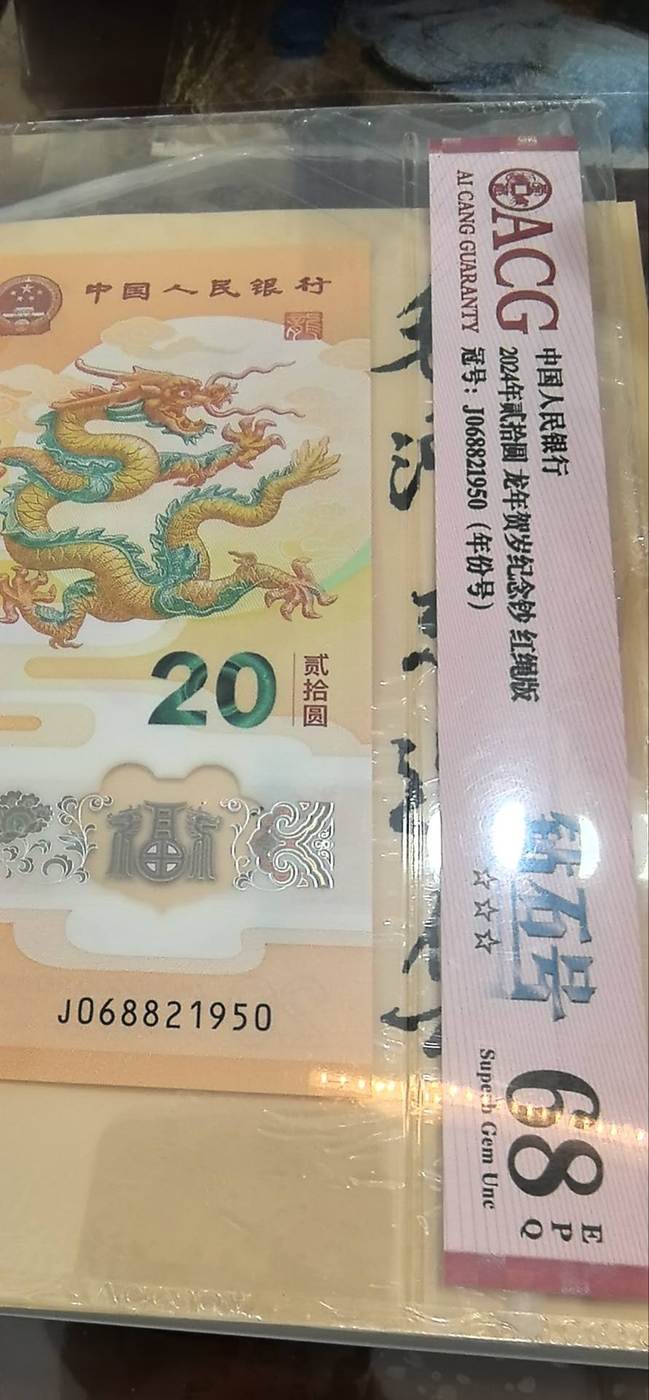 中国人民银行
20
贰拾圆
J068821950
ACG
AI CANG GUARANTY
中国人民银行
2024年贰拾圆 龙年贺岁纪念钞 红绳版
冠号：J068821950（年份号）
钻石号
☆☆☆
68
EPQ
Superb Gem Unc